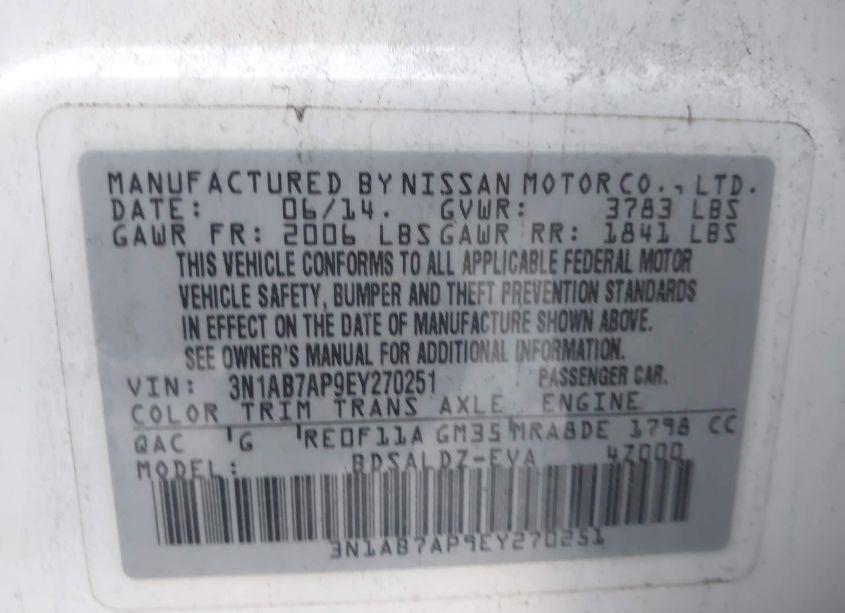 MANUFACTURED BY NISSAN MOTOR CO., LTD.
DATE: 06/14. GVWR: 3783 LBS
GAWR FR: 2006 LBS GAWR RR: 1841 LBS
THIS VEHICLE CONFORMS TO ALL APPLICABLE FEDERAL MOTOR
VEHICLE SAFETY, BUMPER AND THEFT PREVENTION STANDARDS
IN EFFECT ON THE DATE OF MANUFACTURE SHOWN ABOVE.
SEE OWNER'S MANUAL FOR ADDITIONAL INFORMATION.
VIN: 3N1AB7AP9EY270251 PASSENGER CAR.
COLOR TRIM TRANS AXLE ENGINE
QAC G RE0F11A GM35 MRA8DE 1798 CC
MODEL: BDSALDZ-EVA 4Z000
3N1AB7AP9EY270251